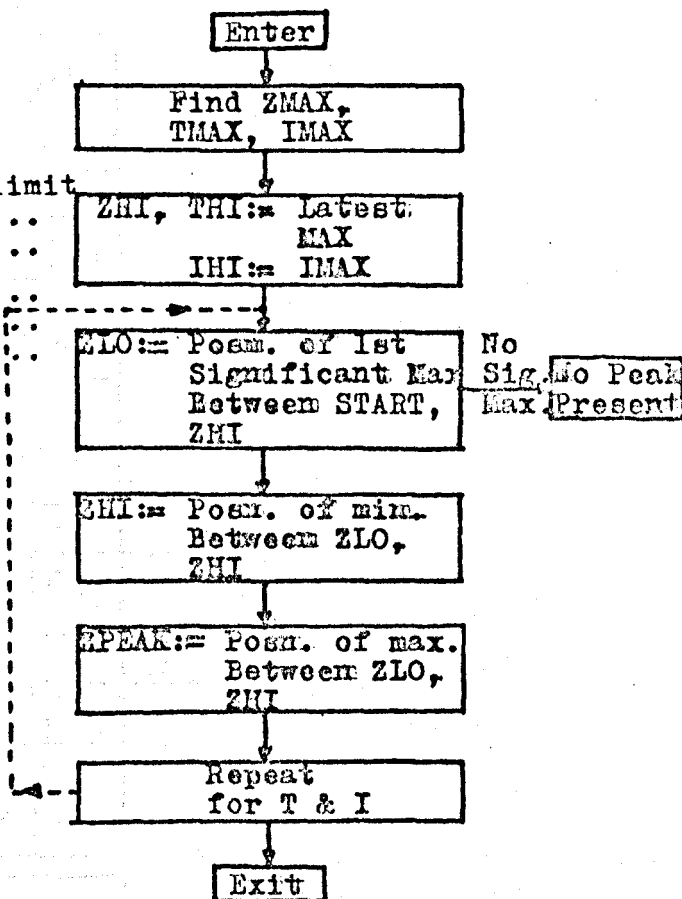 Enter
Find ZMAX,
TMAX, IMAX
limit
ZHI, THI:= Latest
MAX
IHI:= IMAX
ZLO:= Posn. of 1st
Significant Max
Between START,
ZHI
No
Sig.
Max.
No Peak
Present
ZHI:= Posn. of min.
Between ZLO,
ZHI
ZPEAK:= Posn. of max.
Between ZLO,
ZHI
Repeat
for T & I
Exit